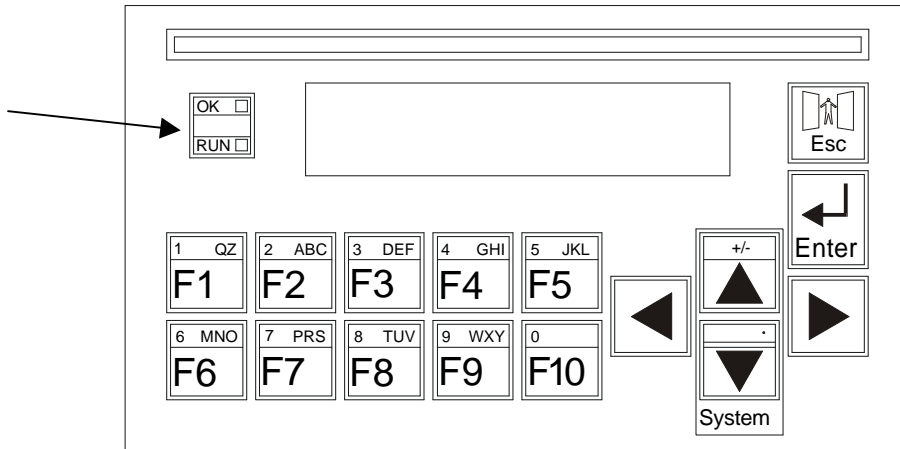 OK
RUN
Esc
Enter
1 QZ
F1
2 ABC
F2
3 DEF
F3
4 GHI
F4
5 JKL
F5
+/-
6 MNO
F6
7 PRS
F7
8 TUV
F8
9 WXY
F9
0
F10
.
System